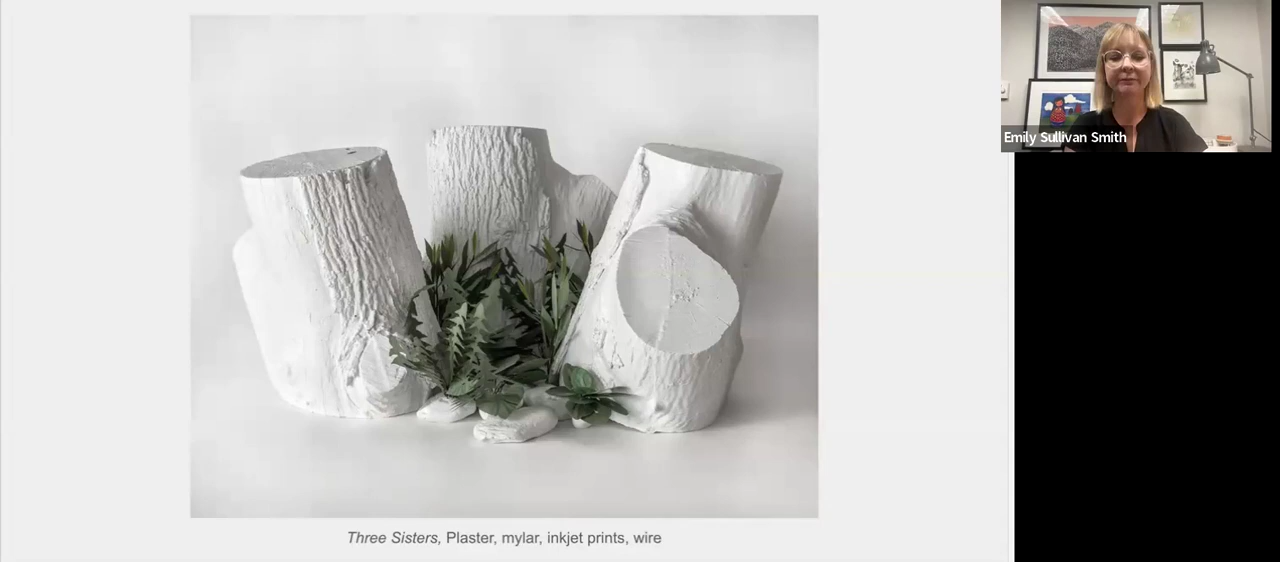 Emily Sullivan Smith
Three Sisters, Plaster, mylar, inkjet prints, wire